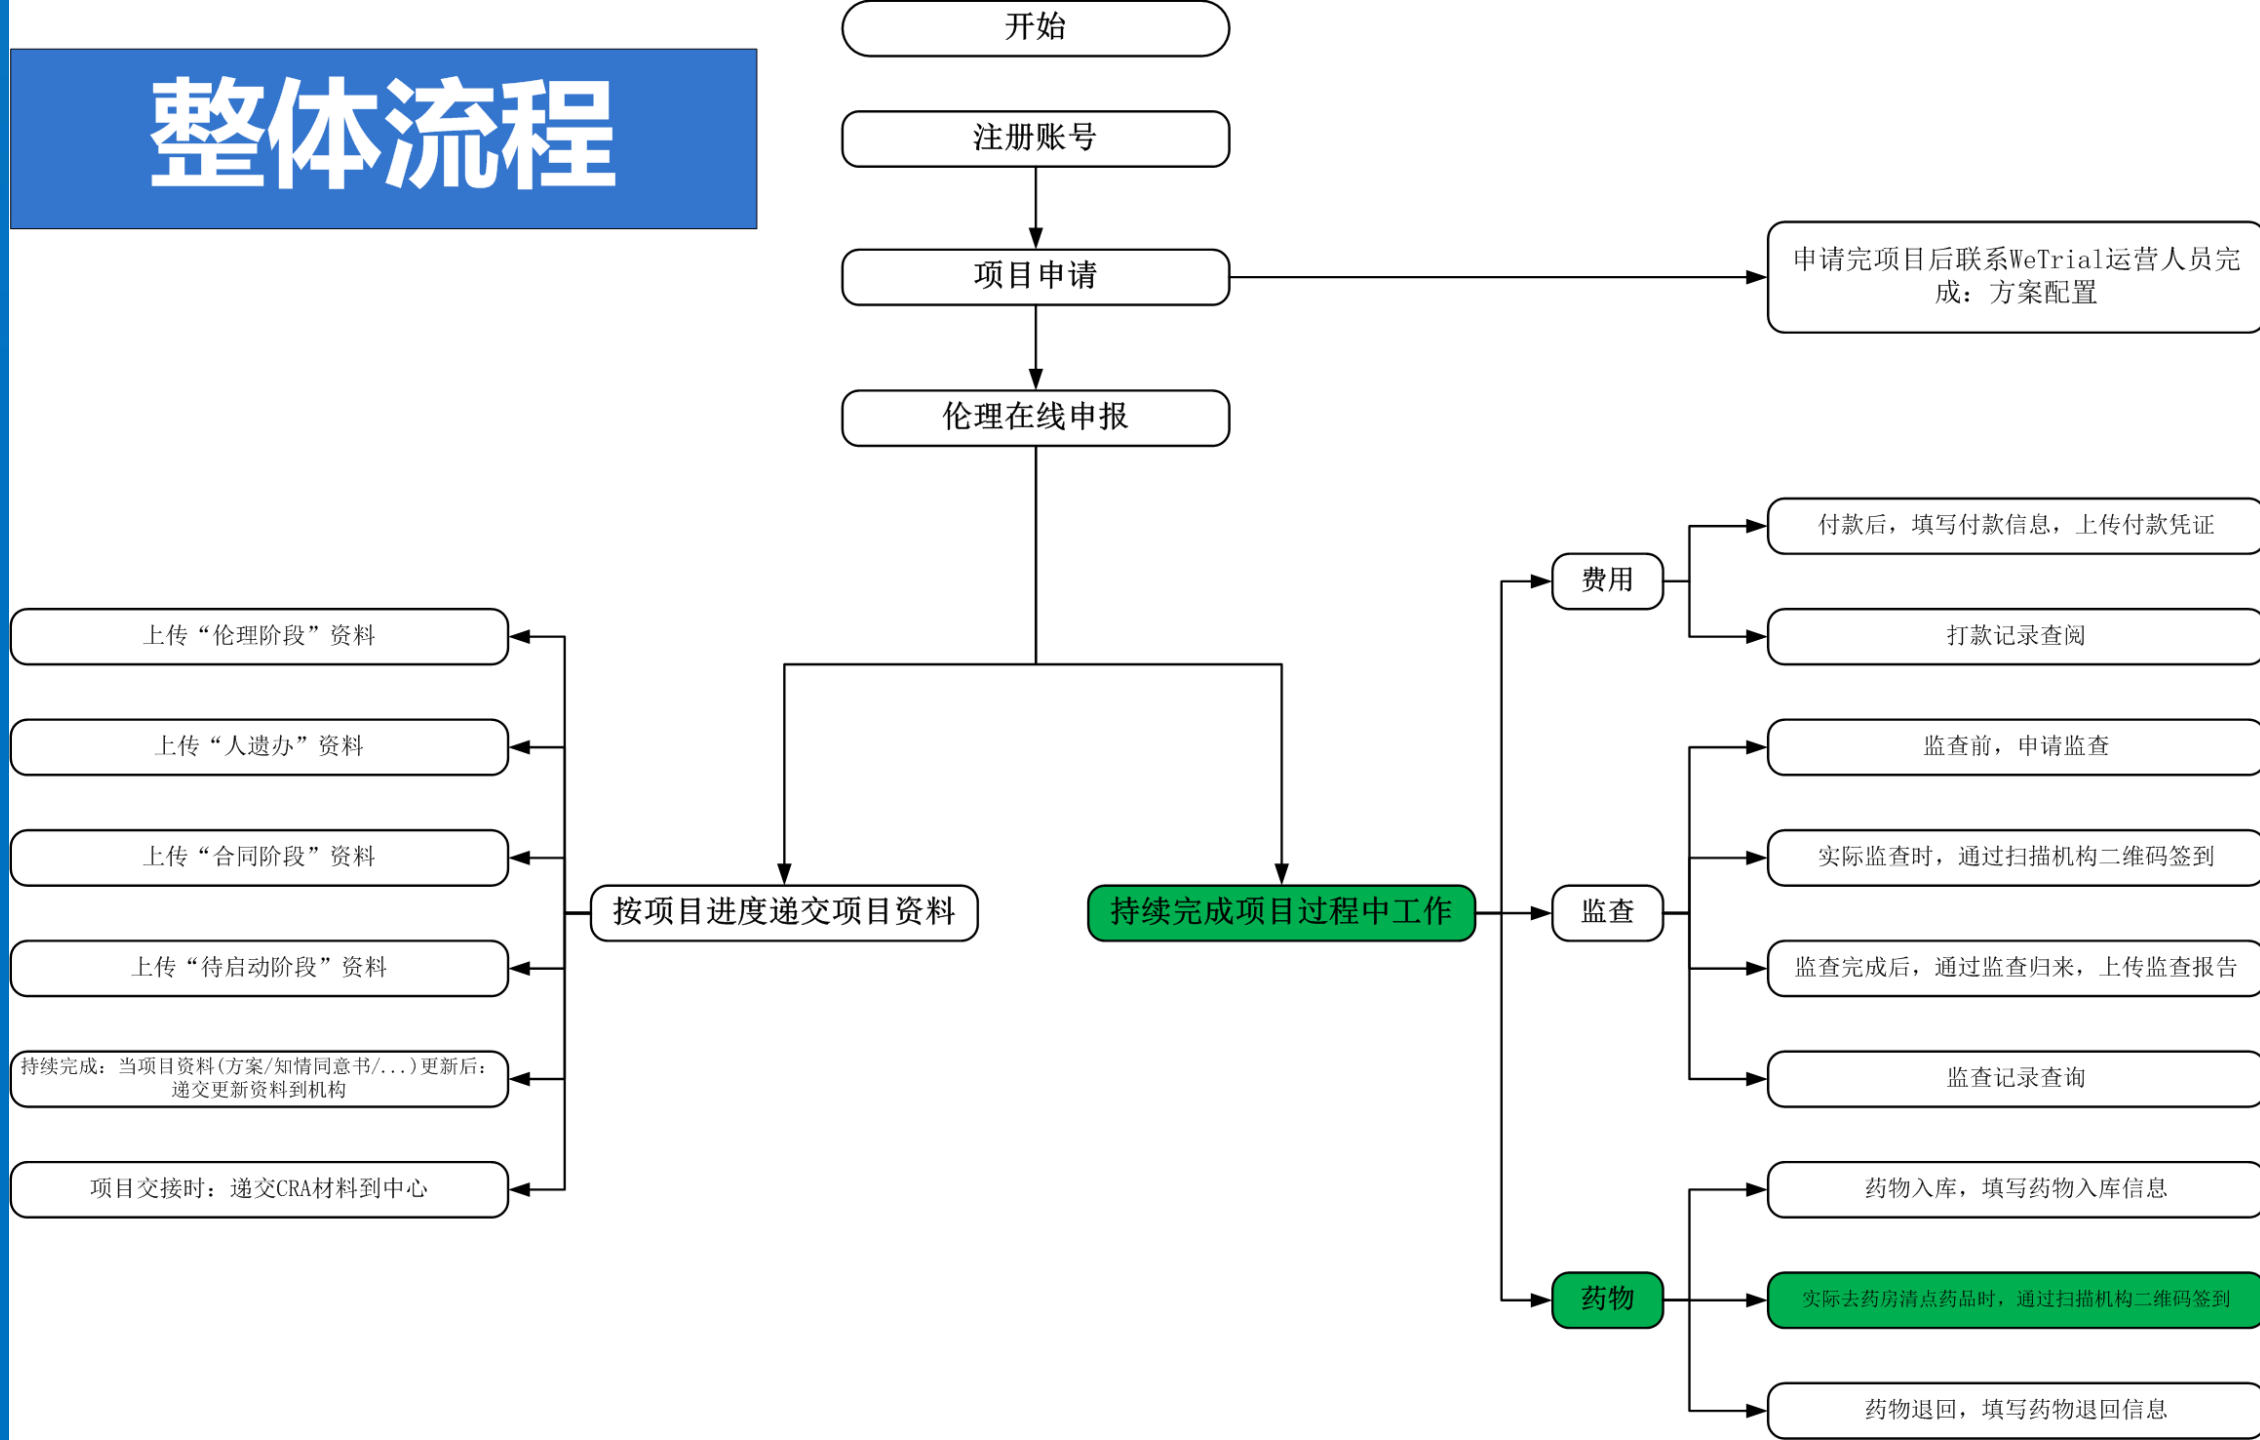 开始
整体流程
注册账号
项目申请
申请完项目后联系WeTrial运营人员完
成：方案配置
伦理在线申报
付款后，填写付款信息，上传付款凭证
费用
打款记录查阅
上传“伦理阶段”资料
上传“人遗办”资料
上传“合同阶段”资料
上传“待启动阶段”资料
持续完成：当项目资料(方案/知情同意书/...)更新后：
递交更新资料到机构
项目交接时：递交CRA材料到中心
按项目进度递交项目资料
持续完成项目过程中工作
监查
监查前，申请监查
实际监查时，通过扫描机构二维码签到
监查完成后，通过监查归来，上传监查报告
监查记录查询
药物
药物入库，填写药物入库信息
实际去药房清点药品时，通过扫描机构二维码签到
药物退回，填写药物退回信息